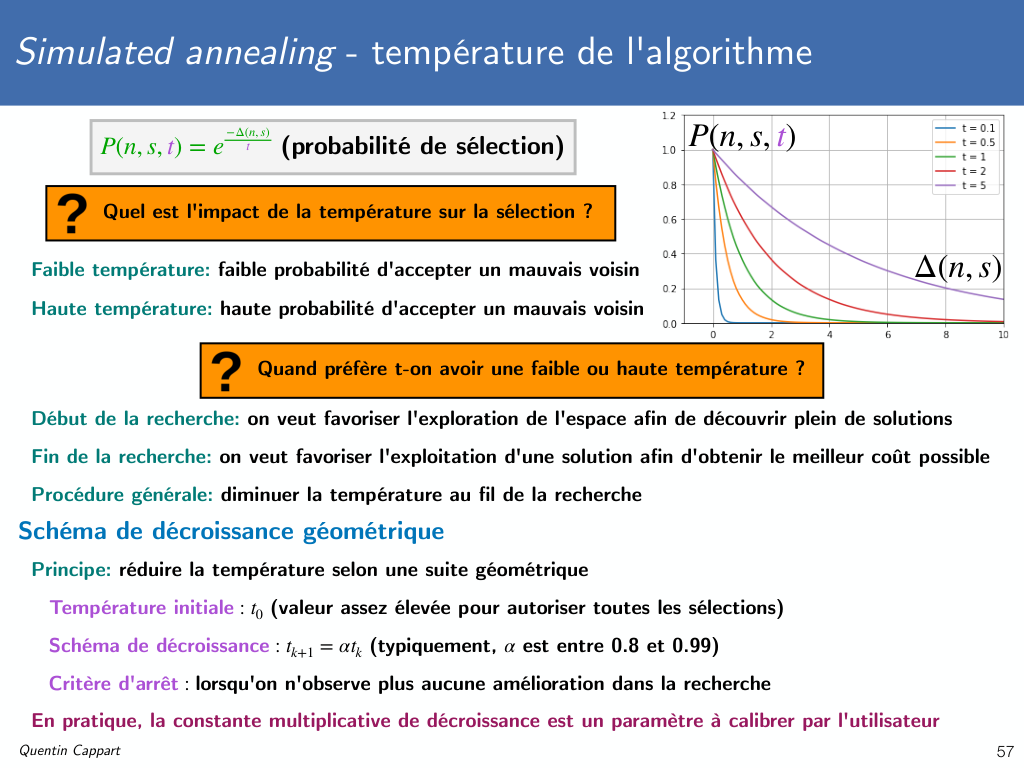 Simulated annealing - température de l'algorithme
P(n, s, t) = e^{-Δ(n, s)/t} (probabilité de sélection)
? Quel est l'impact de la température sur la sélection ?
Faible température: faible probabilité d'accepter un mauvais voisin
Haute température: haute probabilité d'accepter un mauvais voisin
P(n, s, t)
1.2
1.0
0.8
0.6
0.4
0.2
0.0
0 2 4 6 8 10
t = 0.1
t = 0.5
t = 1
t = 2
t = 5
Δ(n, s)
? Quand préfère t-on avoir une faible ou haute température ?
Début de la recherche: on veut favoriser l'exploration de l'espace afin de découvrir plein de solutions
Fin de la recherche: on veut favoriser l'exploitation d'une solution afin d'obtenir le meilleur coût possible
Procédure générale: diminuer la température au fil de la recherche
Schéma de décroissance géométrique
Principe: réduire la température selon une suite géométrique
Température initiale : t₀ (valeur assez élevée pour autoriser toutes les sélections)
Schéma de décroissance : tₖ₊₁ = αtₖ (typiquement, α est entre 0.8 et 0.99)
Critère d'arrêt : lorsqu'on n'observe plus aucune amélioration dans la recherche
En pratique, la constante multiplicative de décroissance est un paramètre à calibrer par l'utilisateur
Quentin Cappart
57